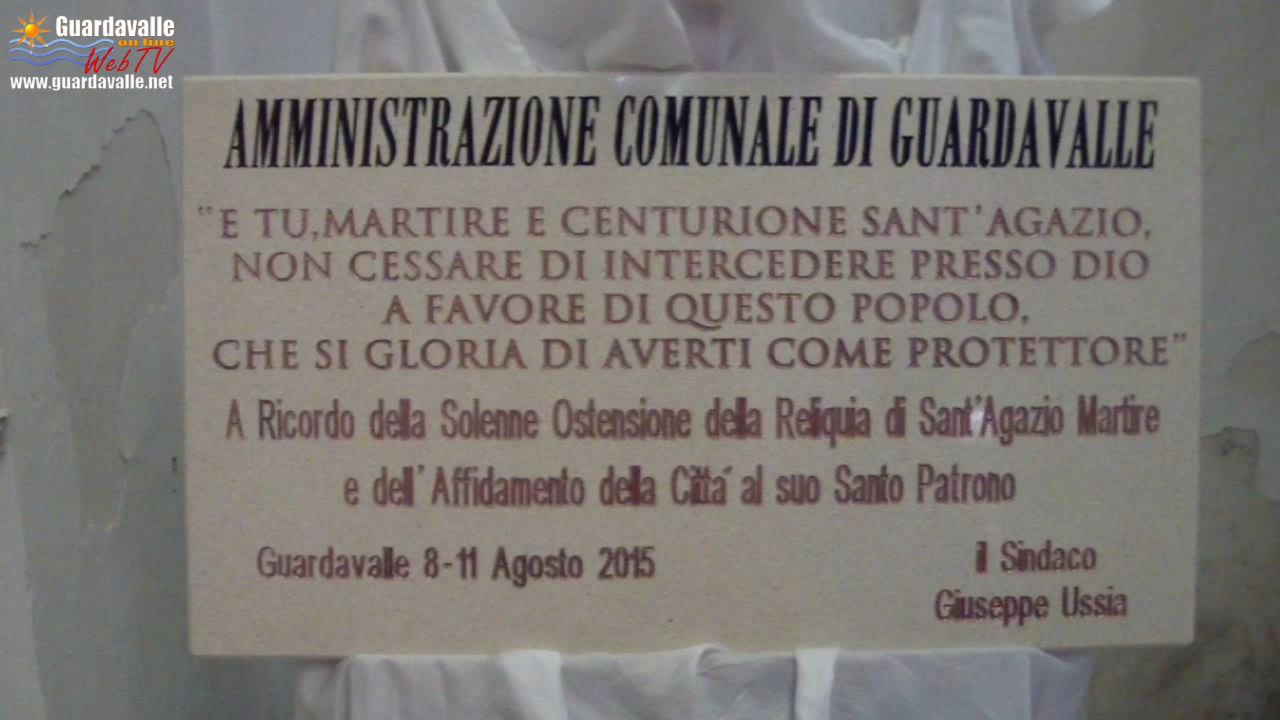 Guardavalle
on line
WebTV
www.guardavalle.net
AMMINISTRAZIONE COMUNALE DI GUARDAVALLE
"E TU,MARTIRE E CENTURIONE SANT'AGAZIO,
NON CESSARE DI INTERCEDERE PRESSO DIO
A FAVORE DI QUESTO POPOLO,
CHE SI GLORIA DI AVERTI COME PROTETTORE"
A Ricordo della Solenne Ostensione della Reliquia di Sant'Agazio Martire
e dell'Affidamento della Citta' al suo Santo Patrono
Guardavalle 8-11 Agosto 2015
il Sindaco
Giuseppe Ussia